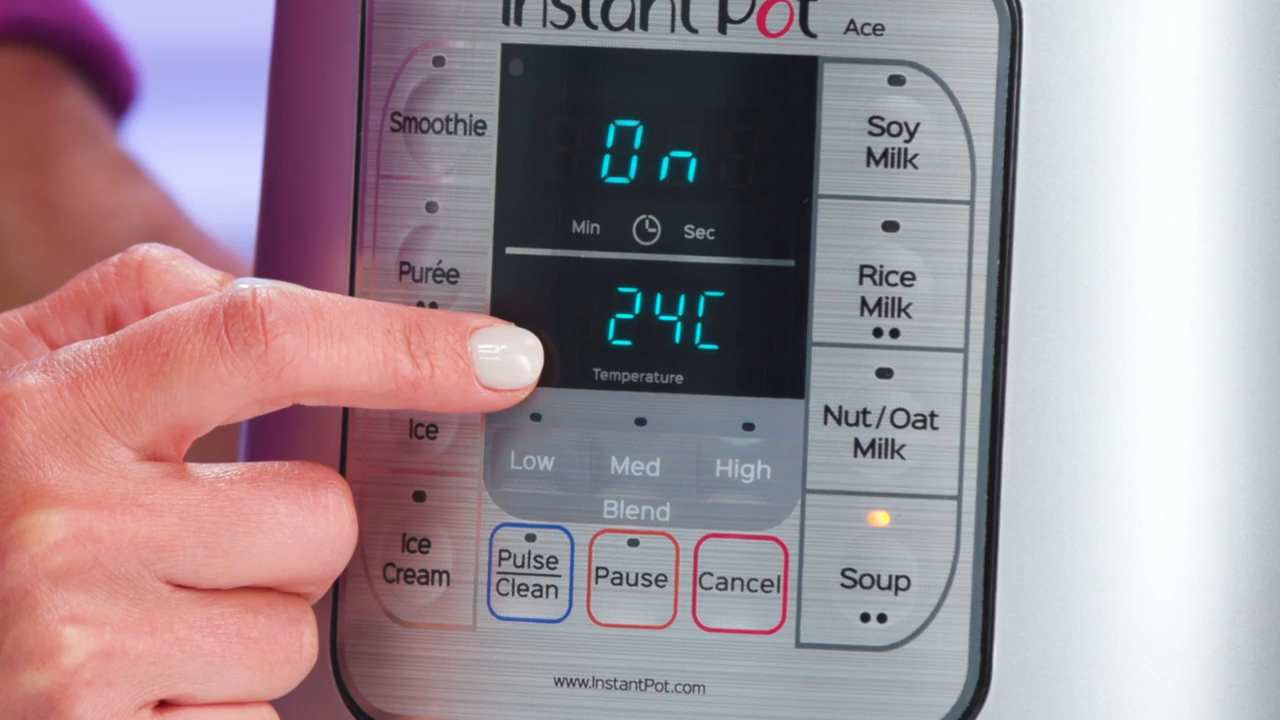 Instant Pot Ace
Smoothie
Purée
Ice
Ice
Cream
On
Min Sec
24C
Temperature
Low Med High
Blend
Pulse
Clean
Pause
Cancel
Soy
Milk
Rice
Milk
Nut/Oat
Milk
Soup
www.InstantPot.com